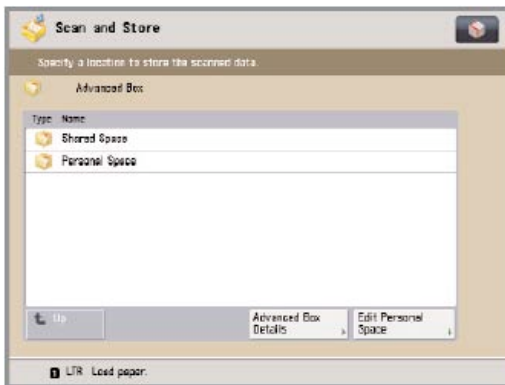 Scan and Store
Specify a location to store the scanned data.
Advanced Box
Type Name
Shared Space
Personal Space
Up
Advanced Box
Details
Edit Personal
Space
1 LTR Load paper.